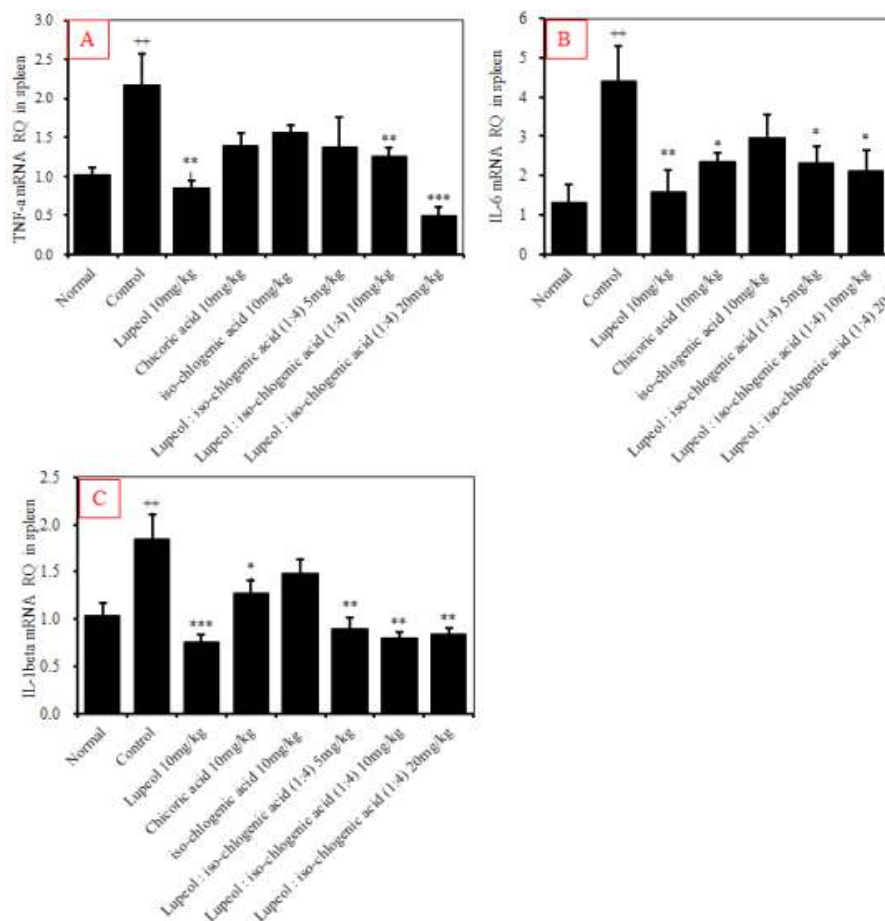 A
TNF-a mRNA RQ in spleen
3.0
2.5
2.0
1.5
1.0
0.5
0.0
++
**
**
***
Normal
Control
Lupeol 10mg/kg
Chicoric acid 10mg/kg
iso-chlogenic acid 10mg/kg
Lupeol : iso-chlogenic acid (1:4) 5mg/kg
Lupeol : iso-chlogenic acid (1:4) 10mg/kg
Lupeol : iso-chlogenic acid (1:4) 20mg/kg
B
IL-6 mRNA RQ in spleen
6
5
4
3
2
1
0
++
**
*
*
*
Normal
Control
Lupeol 10mg/kg
Chicoric acid 10mg/kg
iso-chlogenic acid 10mg/kg
Lupeol : iso-chlogenic acid (1:4) 5mg/kg
Lupeol : iso-chlogenic acid (1:4) 10mg/kg
Lupeol : iso-chlogenic acid (1:4) 20
C
IL-1beta mRNA RQ in spleen
2.5
2.0
1.5
1.0
0.5
0.0
++
***
*
**
**
**
Normal
Control
Lupeol 10mg/kg
Chicoric acid 10mg/kg
iso-chlogenic acid 10mg/kg
Lupeol : iso-chlogenic acid (1:4) 5mg/kg
Lupeol : iso-chlogenic acid (1:4) 10mg/kg
Lupeol : iso-chlogenic acid (1:4) 20mg/kg